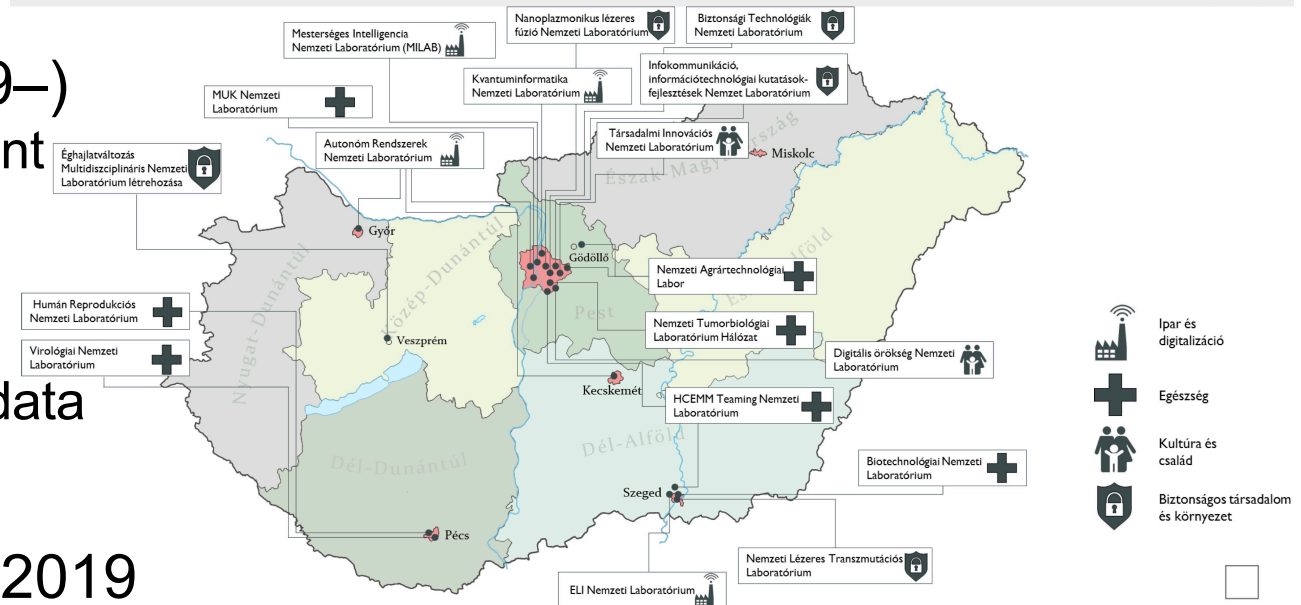 9–)
nt
data
2019
Mesterséges Intelligencia
Nemzeti Laboratórium (MILAB)
Nanoplazmonikus lézeres
fúzió Nemzeti Laboratórium
Biztonsági Technológiák
Nemzeti Laboratórium
Kvantuminformatika
Nemzeti Laboratórium
Infokommunikáció,
információtechnológiai kutatások-
fejlesztések Nemzet Laboratórium
MUK Nemzeti
Laboratórium
Autonóm Rendszerek
Nemzeti Laboratórium
Társadalmi Innovációs
Nemzeti Laboratórium
Éghajlatváltozás
Multidiszciplináris Nemzeti
Laboratórium létrehozása
Észak-Magyarország
Miskolc
Győr
Gödöllő
Nyugat-Dunántúl
Közép-Dunántúl
Pest
Nemzeti Agrártechnológiai
Labor
Humán Reprodukciós
Nemzeti Laboratórium
Virológiai Nemzeti
Laboratórium
Veszprém
Nemzeti Tumorbiológiai
Laboratórium Hálózat
Digitális örökség Nemzeti
Laboratórium
Kecskemét
HCEMM Teaming Nemzeti
Laboratórium
Dél-Alföld
Dél-Dunántúl
Szeged
Biotechnológiai Nemzeti
Laboratórium
Pécs
Nemzeti Lézeres Transzmutációs
Laboratórium
ELI Nemzeti Laboratórium
Ipar és
digitalizáció
Egészség
Kultúra és
család
Biztonságos társadalom
és környezet